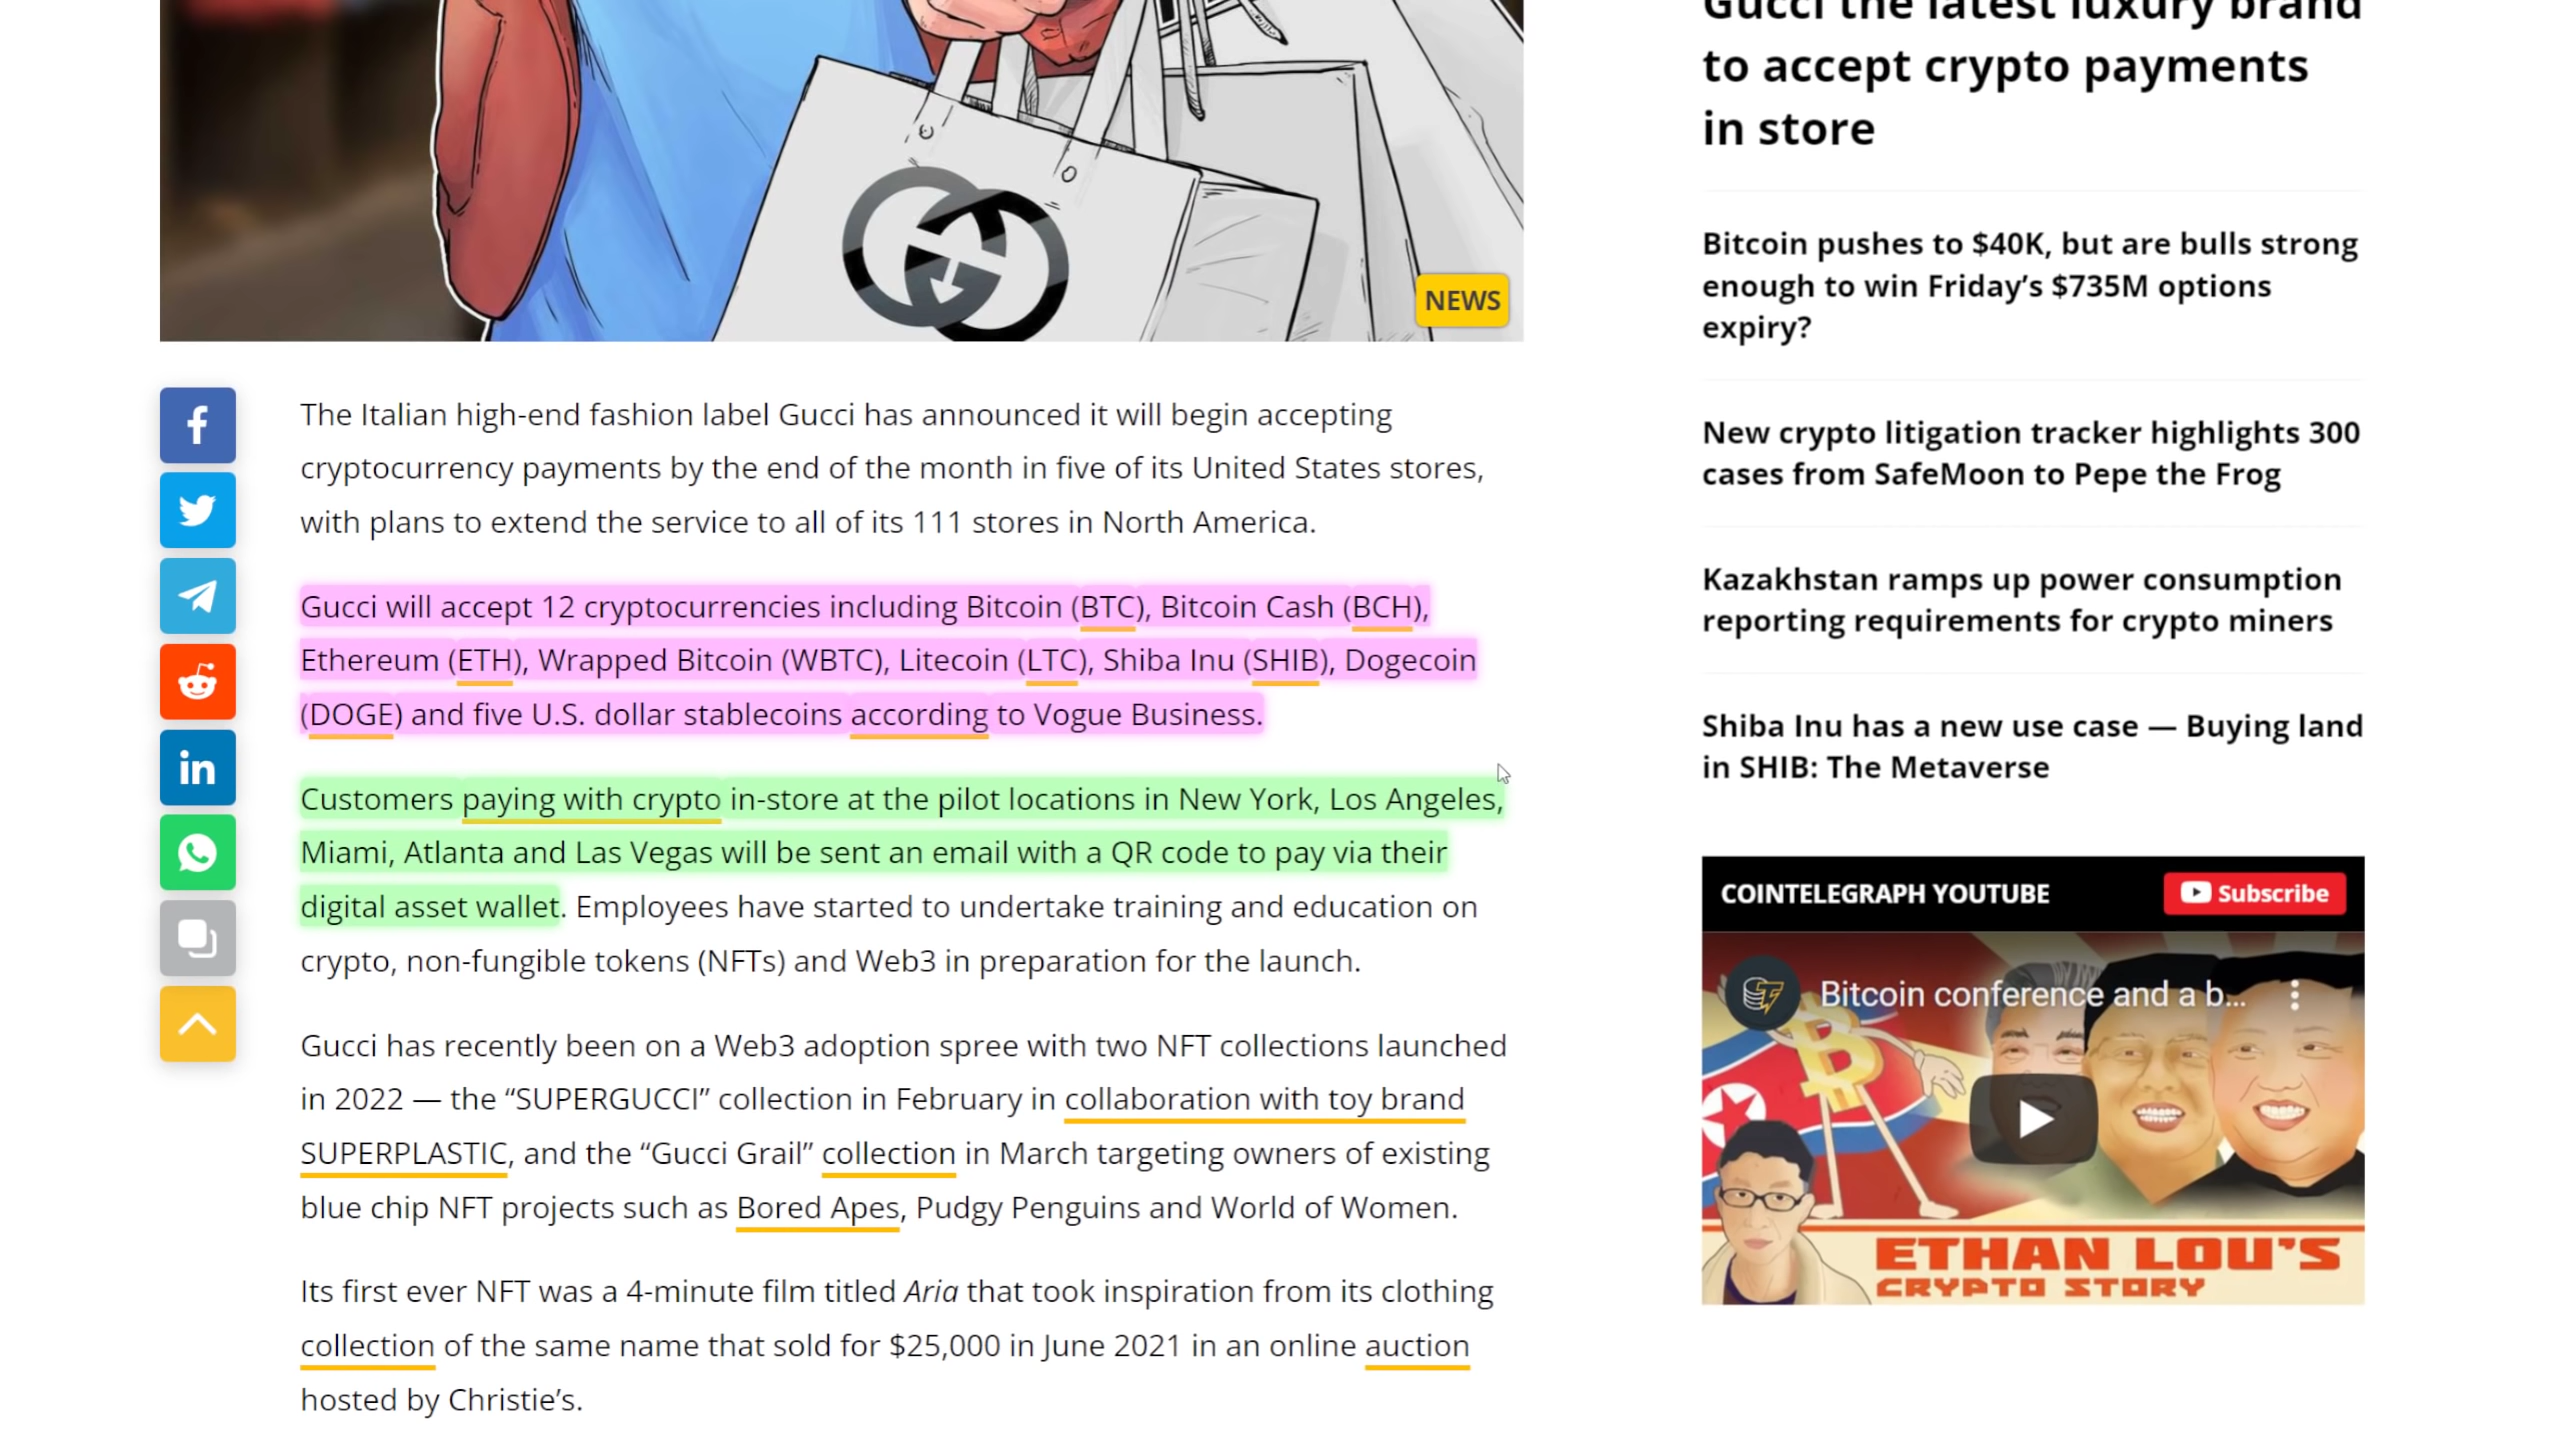 NEWS
The Italian high-end fashion label Gucci has announced it will begin accepting
cryptocurrency payments by the end of the month in five of its United States stores,
with plans to extend the service to all of its 111 stores in North America.
Gucci will accept 12 cryptocurrencies including Bitcoin (BTC), Bitcoin Cash (BCH),
Ethereum (ETH), Wrapped Bitcoin (WBTC), Litecoin (LTC), Shiba Inu (SHIB), Dogecoin
(DOGE) and five U.S. dollar stablecoins according to Vogue Business.
Customers paying with crypto in-store at the pilot locations in New York, Los Angeles,
Miami, Atlanta and Las Vegas will be sent an email with a QR code to pay via their
digital asset wallet. Employees have started to undertake training and education on
crypto, non-fungible tokens (NFTs) and Web3 in preparation for the launch.
Gucci has recently been on a Web3 adoption spree with two NFT collections launched
in 2022 — the “SUPERGUCCI” collection in February in collaboration with toy brand
SUPERPLASTIC, and the “Gucci Grail” collection in March targeting owners of existing
blue chip NFT projects such as Bored Apes, Pudgy Penguins and World of Women.
Its first ever NFT was a 4-minute film titled Aria that took inspiration from its clothing
collection of the same name that sold for $25,000 in June 2021 in an online auction
hosted by Christie’s.
Gucci the latest luxury brand
to accept crypto payments
in store
Bitcoin pushes to $40K, but are bulls strong
enough to win Friday’s $735M options
expiry?
New crypto litigation tracker highlights 300
cases from SafeMoon to Pepe the Frog
Kazakhstan ramps up power consumption
reporting requirements for crypto miners
Shiba Inu has a new use case — Buying land
in SHIB: The Metaverse
COINTELEGRAPH YOUTUBE
Subscribe
Bitcoin conference and a b...
ETHAN LOU'S
CRYPTO STORY